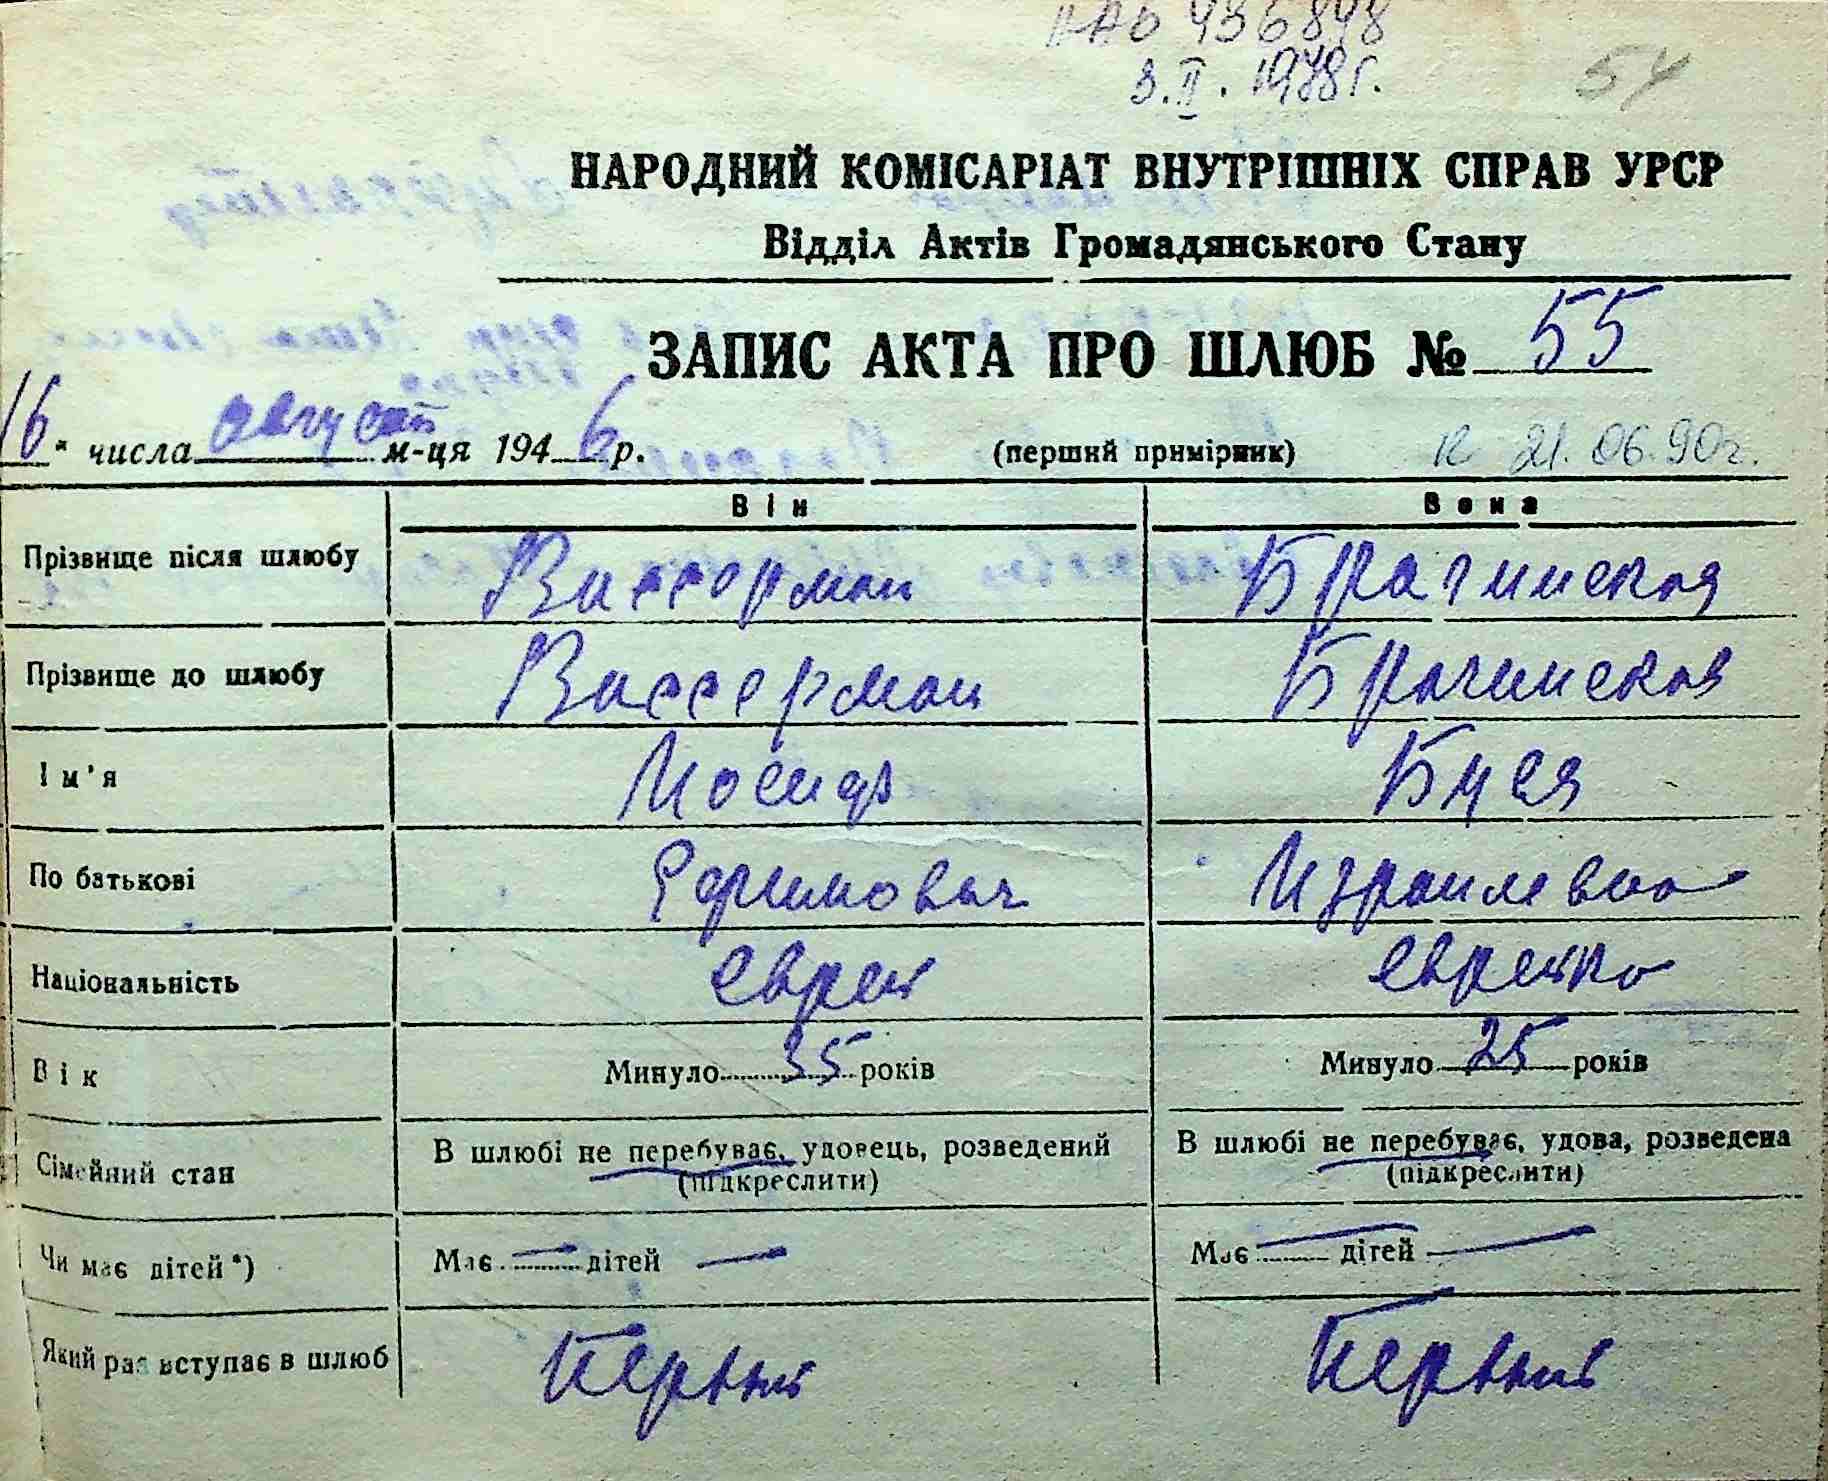 436848
3.II.1978г.
54
НАРОДНИЙ КОМІСАРІАТ ВНУТРІШНІХ СПРАВ УРСР
Відділ Актів Громадянського Стану
ЗАПИС АКТА ПРО ШЛЮБ № 55
16 " числа август м-ця 1946 р. (перший примірник) 21.06.90г.
Він Вона
Прізвище після шлюбу Вассерман Брагинская
Прізвище до шлюбу Вассерман Брагинская
Ім'я Иосиф Буся
По батькові Ефимович Израилевна
Національність еврей еврейка
Вік Минуло 35 років Минуло 25 років
Сімейний стан В шлюбі не перебуває, удовець, розведений В шлюбі не перебуває, удова, розведена
(підкреслити) (підкреслити)
Чи має дітей*) Має — дітей — Має — дітей —
Який раз вступає в шлюб Первый Первый